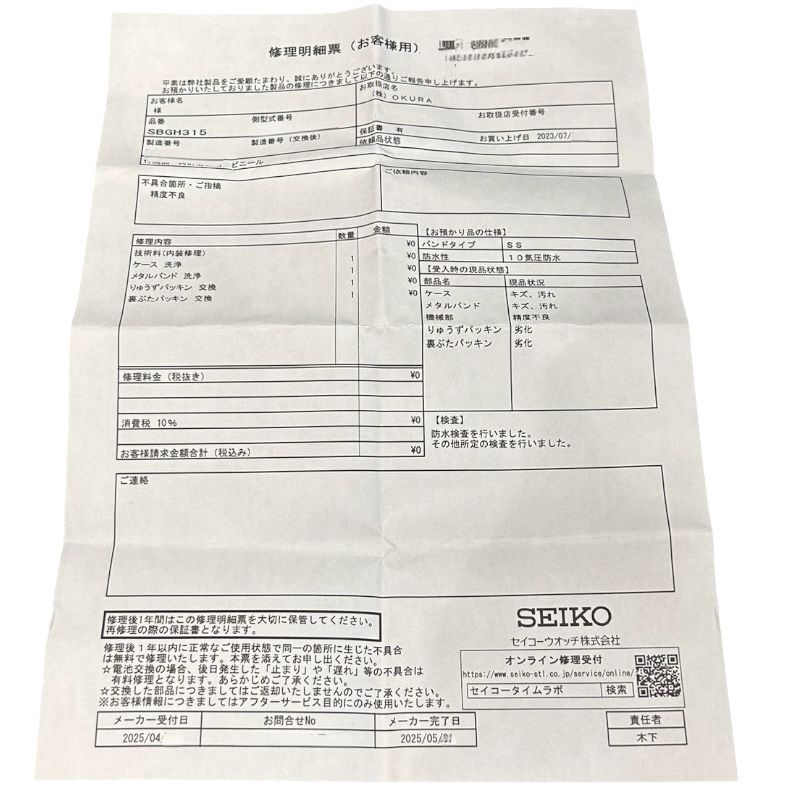 修理明細票（お客様用）
平素は弊社製品をご愛顧たまわり、誠にありがとうございます。
お預かりいたしておりました製品の修理につきまして以下の通りご報告申し上げます。
お客様名
様
お取扱店名
(株) OKURA
品番
側型式番号
お取扱店受付番号
SBGH315
保証書 有
お買い上げ日 2023/07/
製造番号
製造番号（交換後）
依頼品状態
ビニール
不具合箇所・ご指摘
精度不良
ご依頼内容
修理内容 数量 金額
技術料(内装修理) ¥0
ケース 洗浄 1 ¥0
メタルバンド 洗浄 1 ¥0
りゅうずパッキン 交換 1 ¥0
裏ぶたパッキン 交換 1 ¥0
【お預かり品の仕様】
バンドタイプ SS
防水性 10気圧防水
【受入時の現品状態】
部品名 現品状況
ケース キズ、汚れ
メタルバンド キズ、汚れ
機械部 精度不良
りゅうずパッキン 劣化
裏ぶたパッキン 劣化
修理料金（税抜き） ¥0
消費税 10% ¥0
お客様請求金額合計（税込み） ¥0
【検査】
防水検査を行いました。
その他所定の検査を行いました。
ご連絡
修理後1年間はこの修理明細票を大切に保管してください。
再修理の際の保証書となります。
修理後1年以内に正常なご使用状態で同一の箇所に生じた不具合
は無料で修理いたします。本票を添えてお申し出ください。
☆電池交換の場合、後日発生した「止まり」や「遅れ」等の不具合は
有料修理となります。あらかじめご了承ください。
☆交換した部品につきましてはご返却いたしませんのでご了承ください。
※お客様情報につきましてはアフターサービス目的にのみ使用いたします。
SEIKO
セイコーウオッチ株式会社
オンライン修理受付
https://www.seiko-stl.co.jp/service/online/
セイコータイムラボ 検索
メーカー受付日 お問合せNo メーカー完了日 責任者
2025/04/ 2025/05/ 木下